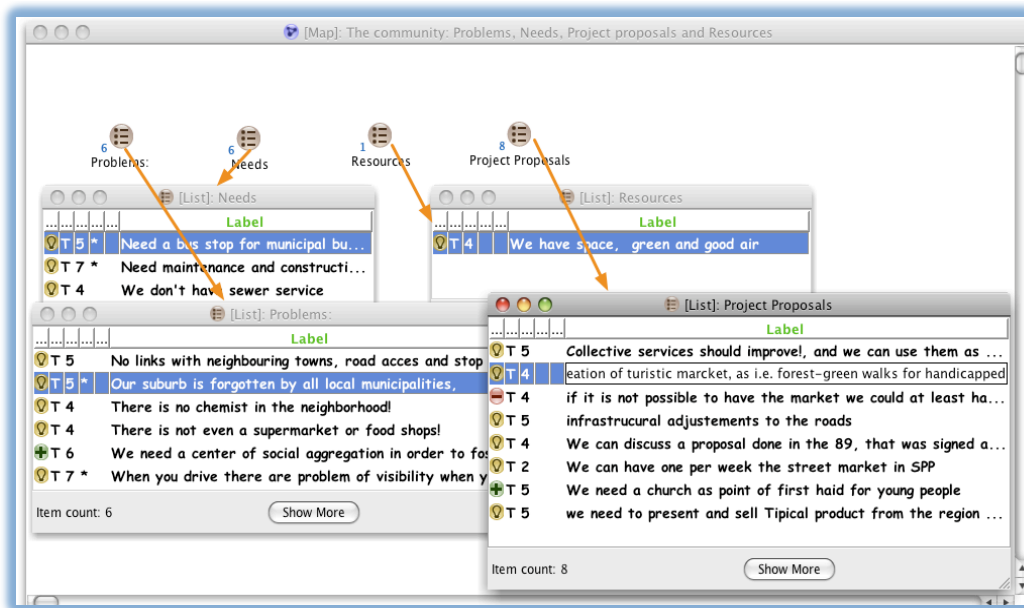 [Map]: The community: Problems, Needs, Project proposals and Resources
6
Problems:
6
Needs
1
Resources
8
Project Proposals
[List]: Needs
... ... ... ... ... Label
T 5 * Need a bus stop for municipal bu...
T 7 * Need maintenance and constructi...
T 4 We don't have sewer service
[List]: Resources
... ... ... ... ... Label
T 4 We have space, green and good air
[List]: Problems:
... ... ... ... ... Label
T 5 No links with neighbouring towns, road acces and stop
T 5 * Our suburb is forgotten by all local municipalities,
T 4 There is no chemist in the neighborhood!
T 4 There is not even a supermarket or food shops!
T 6 We need a center of social aggregation in order to fos
T 7 * When you drive there are problem of visibility when y
Item count: 6
Show More
[List]: Project Proposals
... ... ... ... ... Label
T 5 Collective services should improve!, and we can use them as ...
T 4 eation of turistic marcket, as i.e. forest-green walks for handicapped
T 4 if it is not possible to have the market we could at least ha...
T 5 infrastrucural adjustements to the roads
T 4 We can discuss a proposal done in the 89, that was signed a...
T 2 We can have one per week the street market in SPP
T 5 We need a church as point of first haid for young people
T 5 we need to present and sell Tipical product from the region ...
Item count: 8
Show More